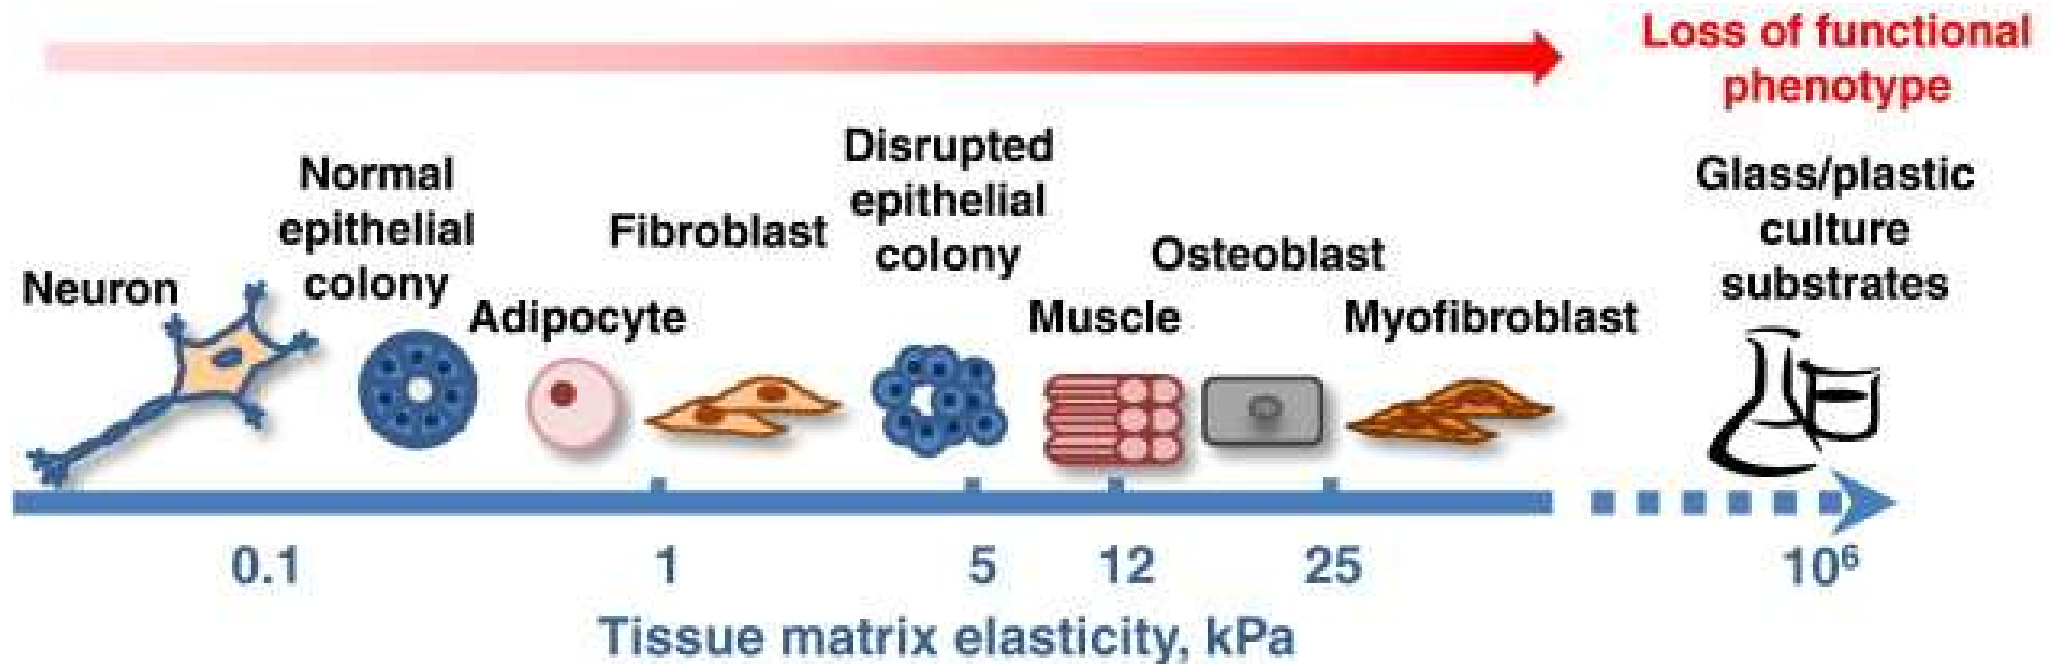 Loss of functional
phenotype
Neuron
Normal
epithelial
colony
Adipocyte
Fibroblast
Disrupted
epithelial
colony
Muscle
Osteoblast
Myofibroblast
Glass/plastic
culture
substrates
0.1 1 5 12 25 10⁶
Tissue matrix elasticity, kPa